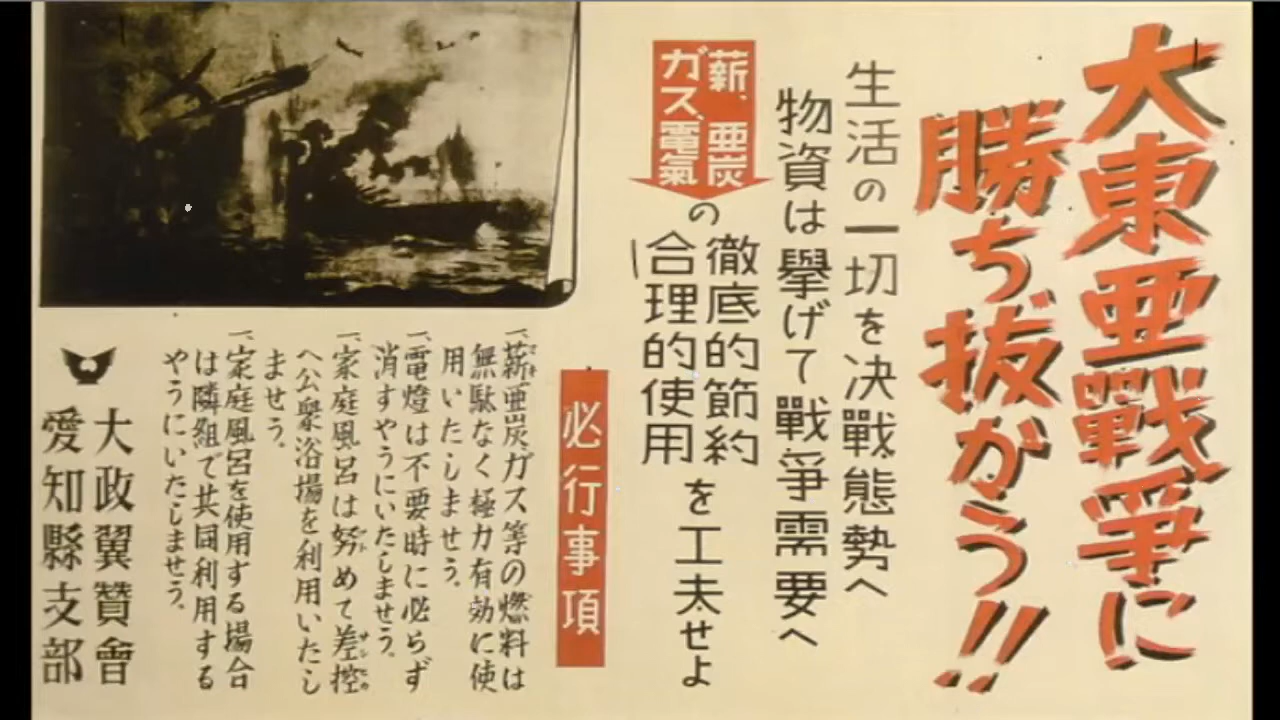 大東亜戰爭に
勝ち抜かう!!
生活の一切を決戰態勢へ
物資は擧げて戰爭需要へ
薪、亜炭
ガス、電氣
の
徹底的節約
合理的使用
を工夫せよ
必行事項
一、薪亜炭ガス等の燃料は
無駄なく極力有効に使
用いたしませう。
一、電燈は不要時に必らず
消すやうにいたしませう。
一、家庭風呂は努めて差控
へ公衆浴場を利用いたし
ませう。
一、家庭風呂を使用する場合
は隣組で共同利用する
やうにいたしませう。
大政翼贊會
愛知縣支部